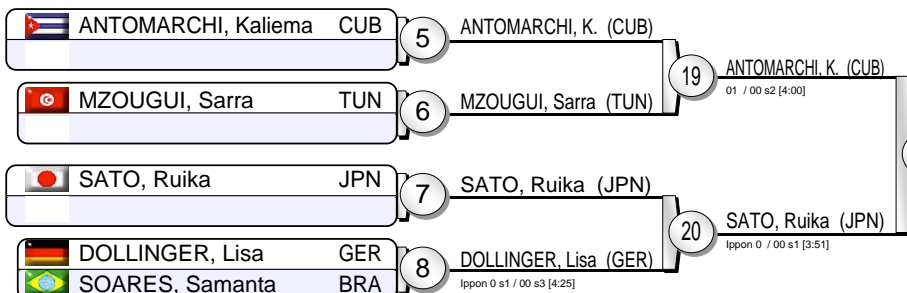 ANTOMARCHI, Kaliema CUB
5
ANTOMARCHI, K. (CUB)
MZOUGUI, Sarra TUN
6
MZOUGUI, Sarra (TUN)
19
ANTOMARCHI, K. (CUB)
01 / 00 s2 [4:00]
SATO, Ruika JPN
7
SATO, Ruika (JPN)
DOLLINGER, Lisa GER
SOARES, Samanta BRA
8
DOLLINGER, Lisa (GER)
Ippon 0 s1 / 00 s3 [4:25]
20
SATO, Ruika (JPN)
Ippon 0 / 00 s1 [3:51]